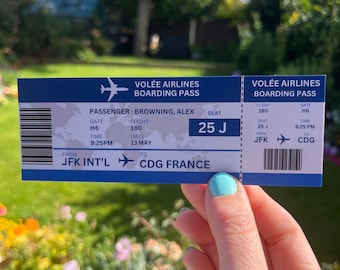 VOLÉE AIRLINES
BOARDING PASS
PASSENGER : BROWNING, ALEX
GATE FLIGHT SEAT
H6 180 25 J
TIME DATE
9:25PM 13 MAY
FROM TO
JFK INT'L CDG FRANCE
VOLÉE AIRLINES
BOARDING PASS
FLIGHT GATE
180 H6
SEAT TIME
25 J 9:25 PM
FROM TO
JFK CDG